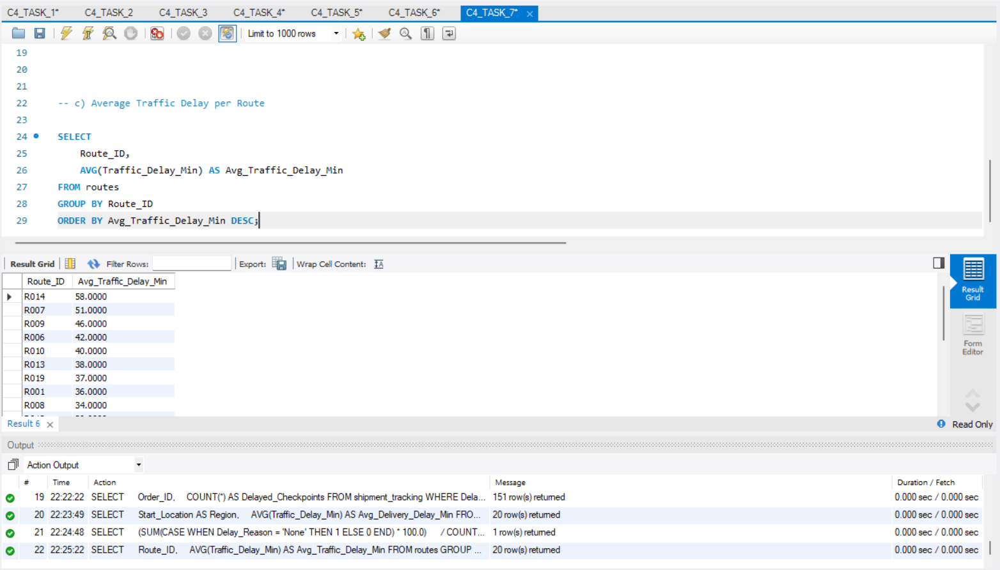 C4_TASK_1* C4_TASK_2 C4_TASK_3 C4_TASK_4* C4_TASK_5* C4_TASK_6* C4_TASK_7*
Limit to 1000 rows
19
20
21
22 -- c) Average Traffic Delay per Route
23
24 SELECT
25 Route_ID,
26 AVG(Traffic_Delay_Min) AS Avg_Traffic_Delay_Min
27 FROM routes
28 GROUP BY Route_ID
29 ORDER BY Avg_Traffic_Delay_Min DESC;
Result Grid Filter Rows: Export: Wrap Cell Content:
Route_ID Avg_Traffic_Delay_Min
R014 58.0000
R007 51.0000
R009 46.0000
R006 42.0000
R010 40.0000
R013 38.0000
R019 37.0000
R001 36.0000
R008 34.0000
Result Grid
Form Editor
Result 6 Read Only
Output
Action Output
# Time Action Message Duration / Fetch
19 22:22:22 SELECT Order_ID, COUNT(*) AS Delayed_Checkpoints FROM shipment_tracking WHERE Dela... 151 row(s) returned 0.000 sec / 0.000 sec
20 22:23:49 SELECT Start_Location AS Region, AVG(Traffic_Delay_Min) AS Avg_Delivery_Delay_Min FRO... 20 row(s) returned 0.000 sec / 0.000 sec
21 22:24:48 SELECT (SUM(CASE WHEN Delay_Reason = 'None' THEN 1 ELSE 0 END) * 100.0) / COUNT... 1 row(s) returned 0.000 sec / 0.000 sec
22 22:25:22 SELECT Route_ID, AVG(Traffic_Delay_Min) AS Avg_Traffic_Delay_Min FROM routes GROUP ... 20 row(s) returned 0.000 sec / 0.000 sec